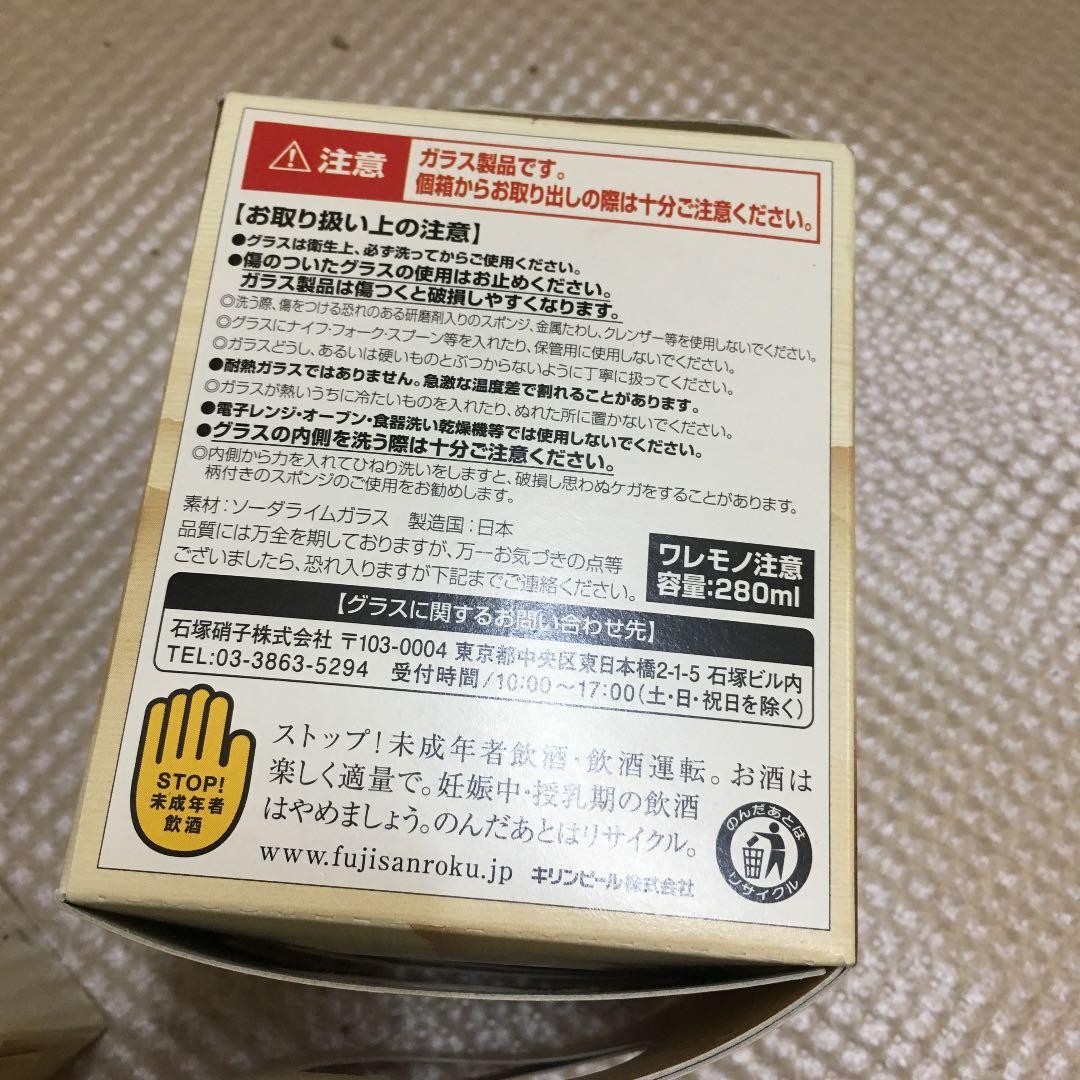 ⚠ 注意
ガラス製品です。
個箱からお取り出しの際は十分ご注意ください。
【お取り扱い上の注意】
●グラスは衛生上、必ず洗ってからご使用ください。
●傷のついたグラスの使用はお止めください。
ガラス製品は傷つくと破損しやすくなります。
◎洗う際、傷をつける恐れのある研磨剤入りのスポンジ、金属たわし、クレンザー等を使用しないでください。
◎グラスにナイフ・フォーク・スプーン等を入れたり、保管用に使用しないでください。
◎ガラスどうし、あるいは硬いものとぶつからないように丁寧に扱ってください。
●耐熱ガラスではありません。急激な温度差で割れることがあります。
◎ガラスが熱いうちに冷たいものを入れたり、ぬれた所に置かないでください。
●電子レンジ・オーブン・食器洗い乾燥機等では使用しないでください。
●グラスの内側を洗う際は十分ご注意ください。
◎内側から力を入れてひねり洗いをしますと、破損し思わぬケガをすることがあります。
柄付きのスポンジのご使用をお勧めします。
素材：ソーダライムガラス 製造国：日本
品質には万全を期しておりますが、万一お気づきの点等
ございましたら、恐れ入りますが下記までご連絡ください。
ワレモノ注意
容量：280ml
【グラスに関するお問い合わせ先】
石塚硝子株式会社 〒103-0004 東京都中央区東日本橋2-1-5 石塚ビル内
TEL:03-3863-5294 受付時間/10:00～17:00（土・日・祝日を除く）
STOP!
未成年者
飲酒
ストップ！未成年者飲酒・飲酒運転。お酒は
楽しく適量で。妊娠中・授乳期の飲酒
はやめましょう。のんだあとはリサイクル。
www.fujisanroku.jp キリンビール株式会社
のんだあとは
リサイクル